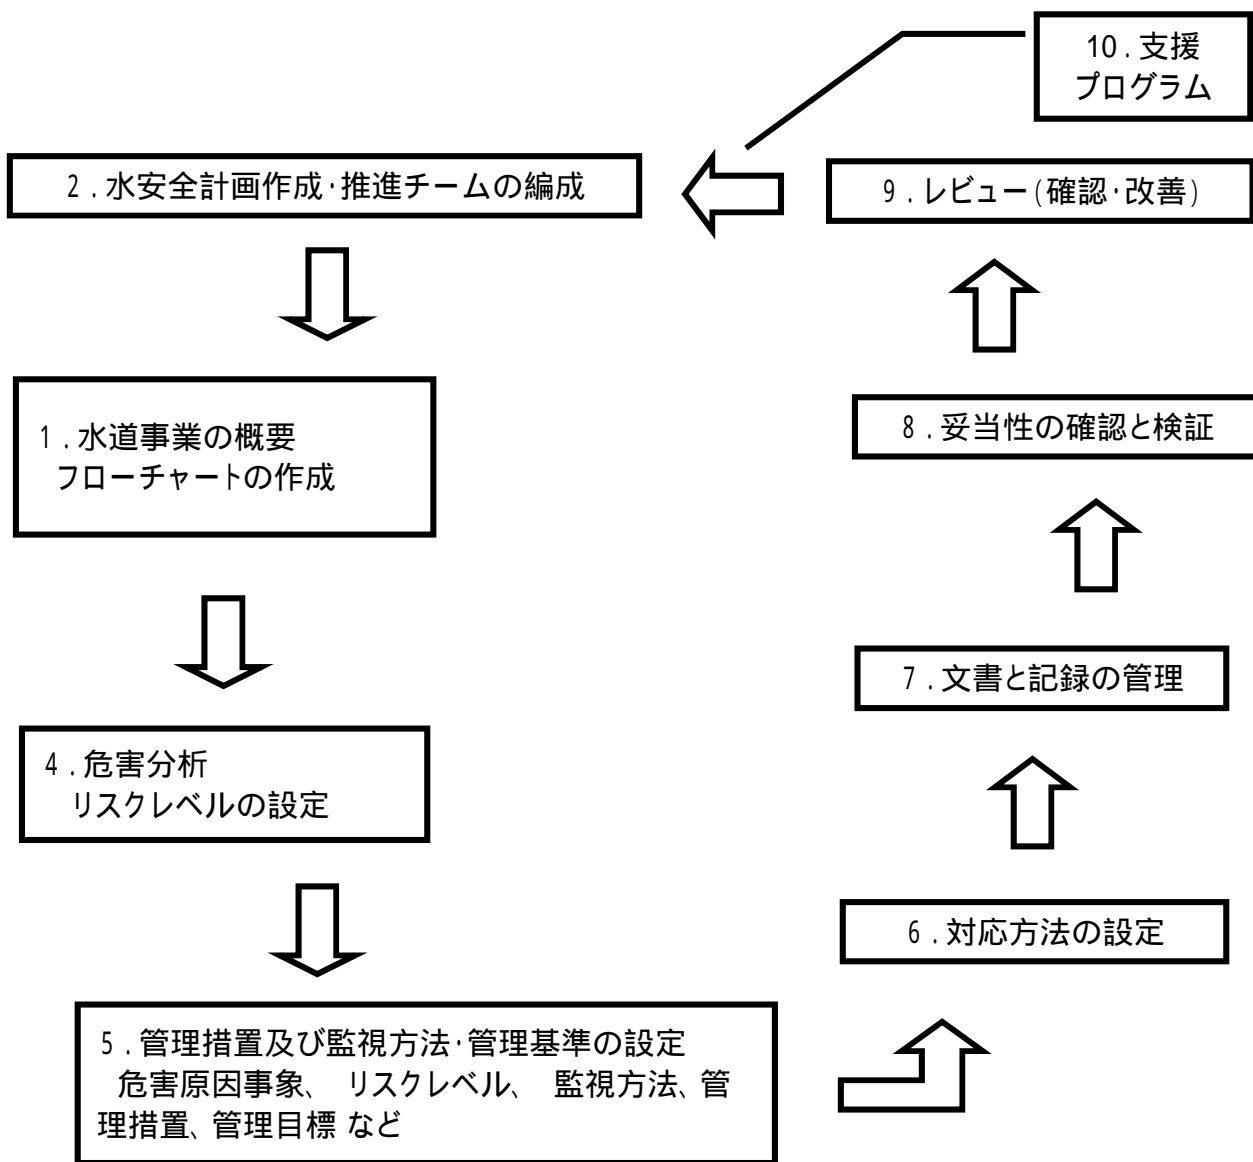 10．支援
プログラム
2．水安全計画作成・推進チームの編成
9．レビュー(確認・改善)
1．水道事業の概要
フローチャートの作成
8．妥当性の確認と検証
7．文書と記録の管理
4．危害分析
リスクレベルの設定
6．対応方法の設定
5．管理措置及び監視方法・管理基準の設定
危害原因事象、 リスクレベル、 監視方法、管
理措置、管理目標 など